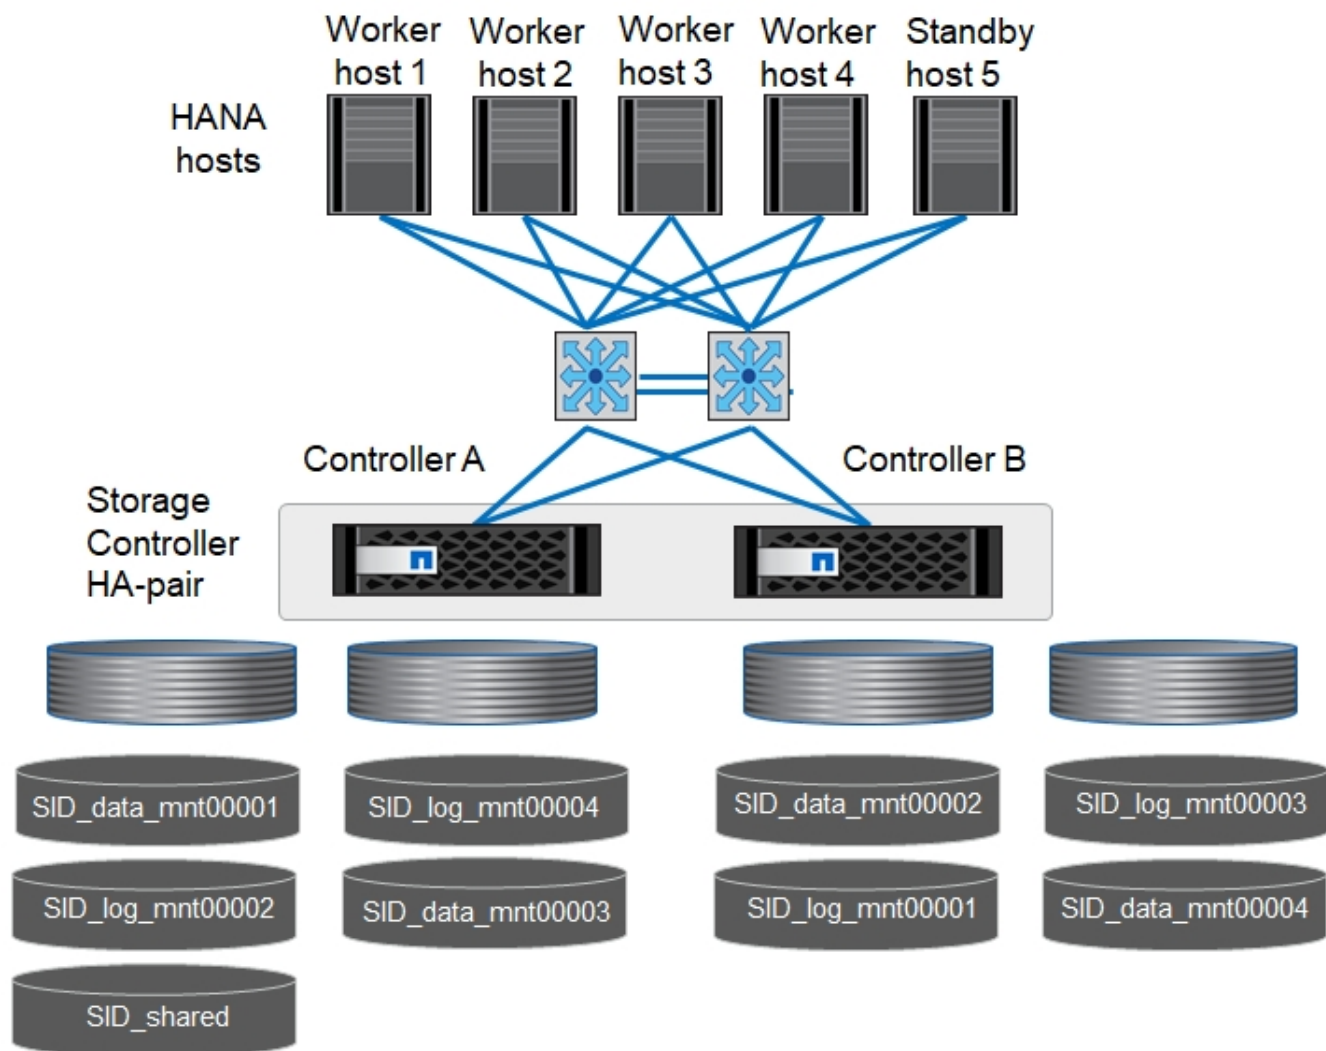 Worker
host 1
Worker
host 2
Worker
host 3
Worker
host 4
Standby
host 5
HANA
hosts
Controller A
Controller B
Storage
Controller
HA-pair
SID_data_mnt00001
SID_log_mnt00004
SID_data_mnt00002
SID_log_mnt00003
SID_log_mnt00002
SID_data_mnt00003
SID_log_mnt00001
SID_data_mnt00004
SID_shared